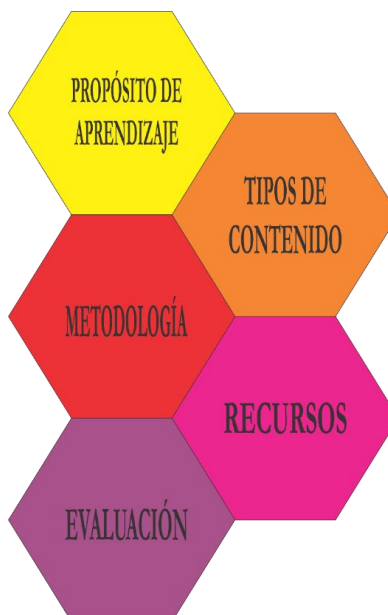 PROPÓSITO DE
APRENDIZAJE
TIPOS DE
CONTENIDO
METODOLOGÍA
RECURSOS
EVALUACIÓN